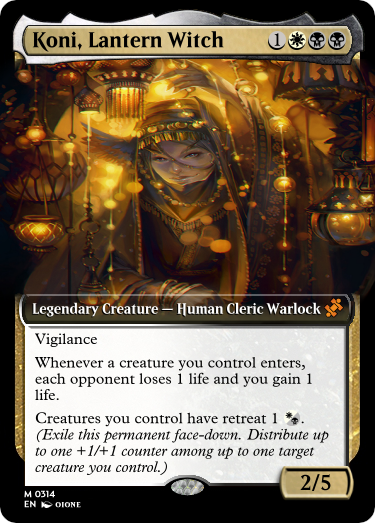 Koni, Lantern Witch 1
Legendary Creature — Human Cleric Warlock
Vigilance
Whenever a creature you control enters,
each opponent loses 1 life and you gain 1
life.
Creatures you control have retreat 1 .
(Exile this permanent face-down. Distribute up
to one +1/+1 counter among up to one target
creature you control.)
2/5
M 0314
EN OIONE